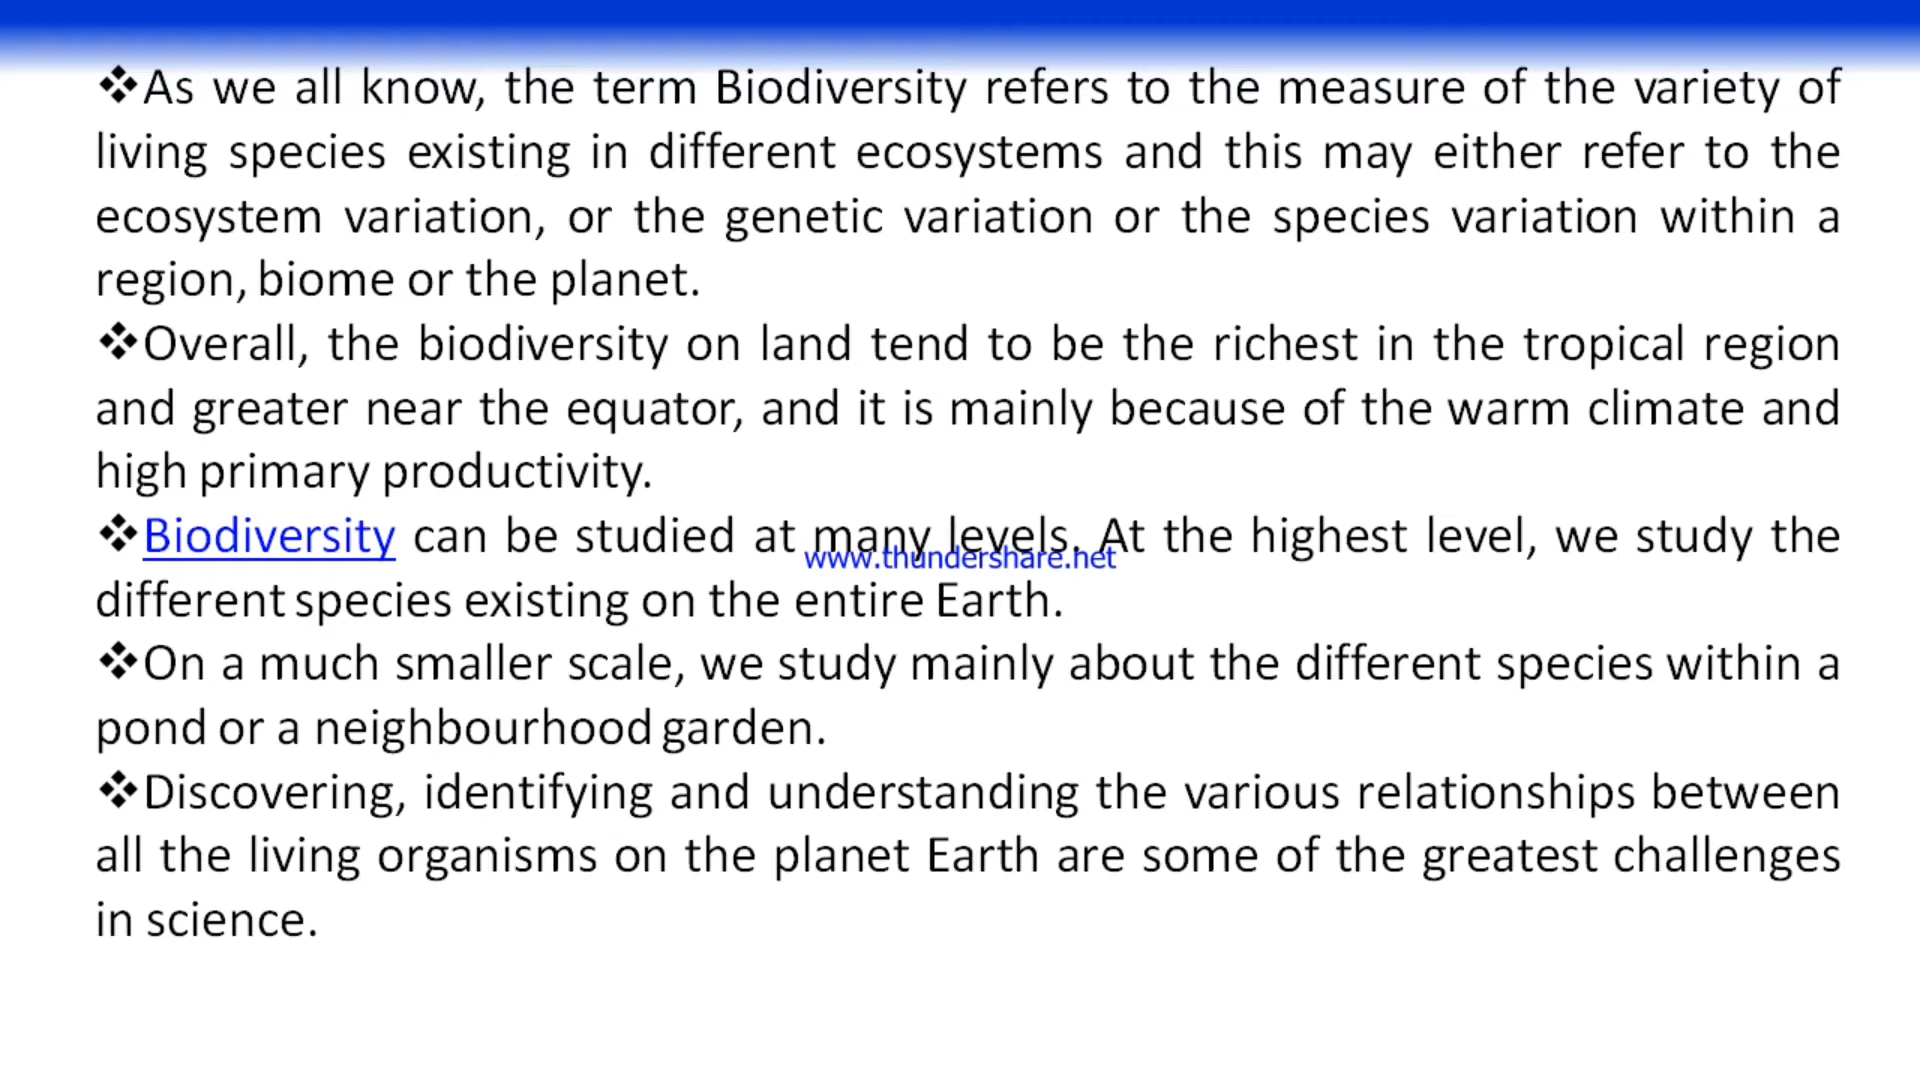 ❖As we all know, the term Biodiversity refers to the measure of the variety of
living species existing in different ecosystems and this may either refer to the
ecosystem variation, or the genetic variation or the species variation within a
region, biome or the planet.
❖Overall, the biodiversity on land tend to be the richest in the tropical region
and greater near the equator, and it is mainly because of the warm climate and
high primary productivity.
❖Biodiversity can be studied at many levels. At the highest level, we study the
www.thundershare.net
different species existing on the entire Earth.
❖On a much smaller scale, we study mainly about the different species within a
pond or a neighbourhood garden.
❖Discovering, identifying and understanding the various relationships between
all the living organisms on the planet Earth are some of the greatest challenges
in science.